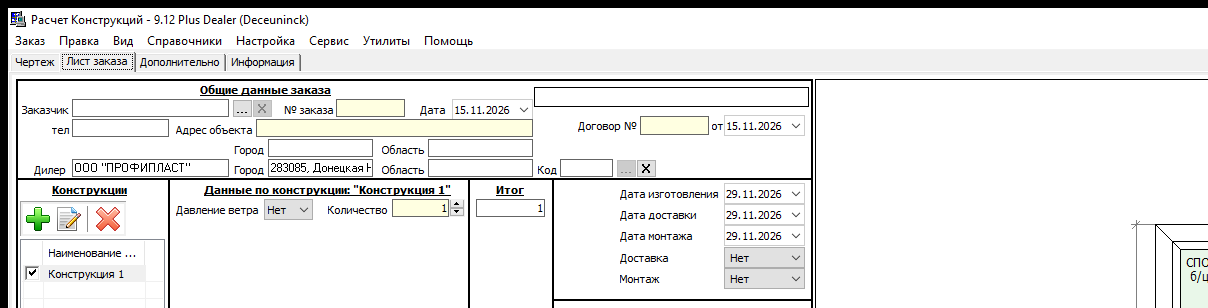 Расчет Конструкций - 9.12 Plus Dealer (Deceuninck)
Заказ Правка Вид Справочники Настройка Сервис Утилиты Помощь
Чертеж Лист заказа Дополнительно Информация
Общие данные заказа
Заказчик ... № заказа Дата 15.11.2026
тел Адрес объекта Договор № от 15.11.2026
Город Область
Дилер ООО "ПРОФИПЛАСТ" Город 283085, Донецкая Область Код ... X
Конструкции Данные по конструкции: "Конструкция 1" Итог
Дата изготовления 29.11.2026
Давление ветра Нет Количество 1 1
Дата доставки 29.11.2026
Дата монтажа 29.11.2026
Наименование ...
Доставка Нет
Конструкция 1
Монтаж Нет
СПО
б/ц